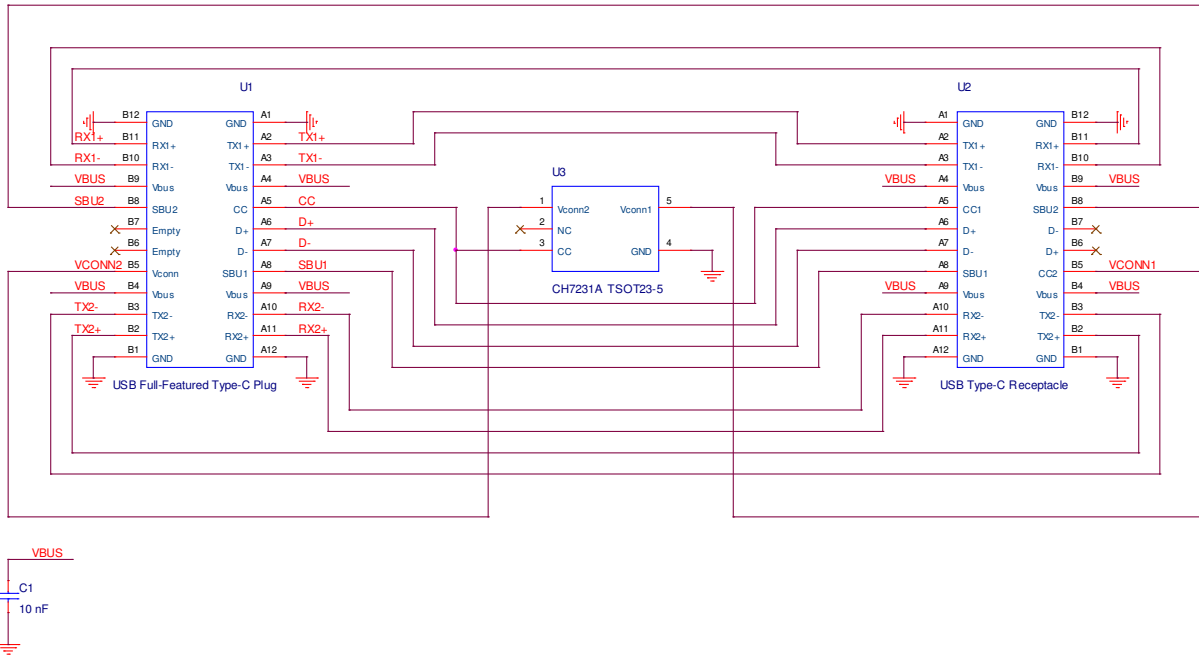 U1
B12 GND GND A1
RX1+ B11 RX1+ TX1+ A2 TX1+
RX1- B10 RX1- TX1- A3 TX1-
VBUS B9 Vbus Vbus A4 VBUS
SBU2 B8 SBU2 CC A5 CC
B7 Empty D+ A6 D+
B6 Empty D- A7 D-
VCONN2 B5 Vconn SBU1 A8 SBU1
VBUS B4 Vbus Vbus A9 VBUS
TX2- B3 TX2- RX2- A10 RX2-
TX2+ B2 TX2+ RX2+ A11 RX2+
B1 GND GND A12
USB Full-Featured Type-C Plug
U3
1 Vconn2 Vconn1 5
2 NC
3 CC GND 4
CH7231A TSOT23-5
U2
A1 GND GND B12
A2 TX1+ RX1+ B11
A3 TX1- RX1- B10
VBUS A4 Vbus Vbus B9 VBUS
A5 CC1 SBU2 B8
A6 D+ D- B7
A7 D- D+ B6
A8 SBU1 CC2 B5 VCONN1
VBUS A9 Vbus Vbus B4 VBUS
A10 RX2- TX2- B3
A11 RX2+ TX2+ B2
A12 GND GND B1
USB Type-C Receptacle
VBUS
C1
10 nF